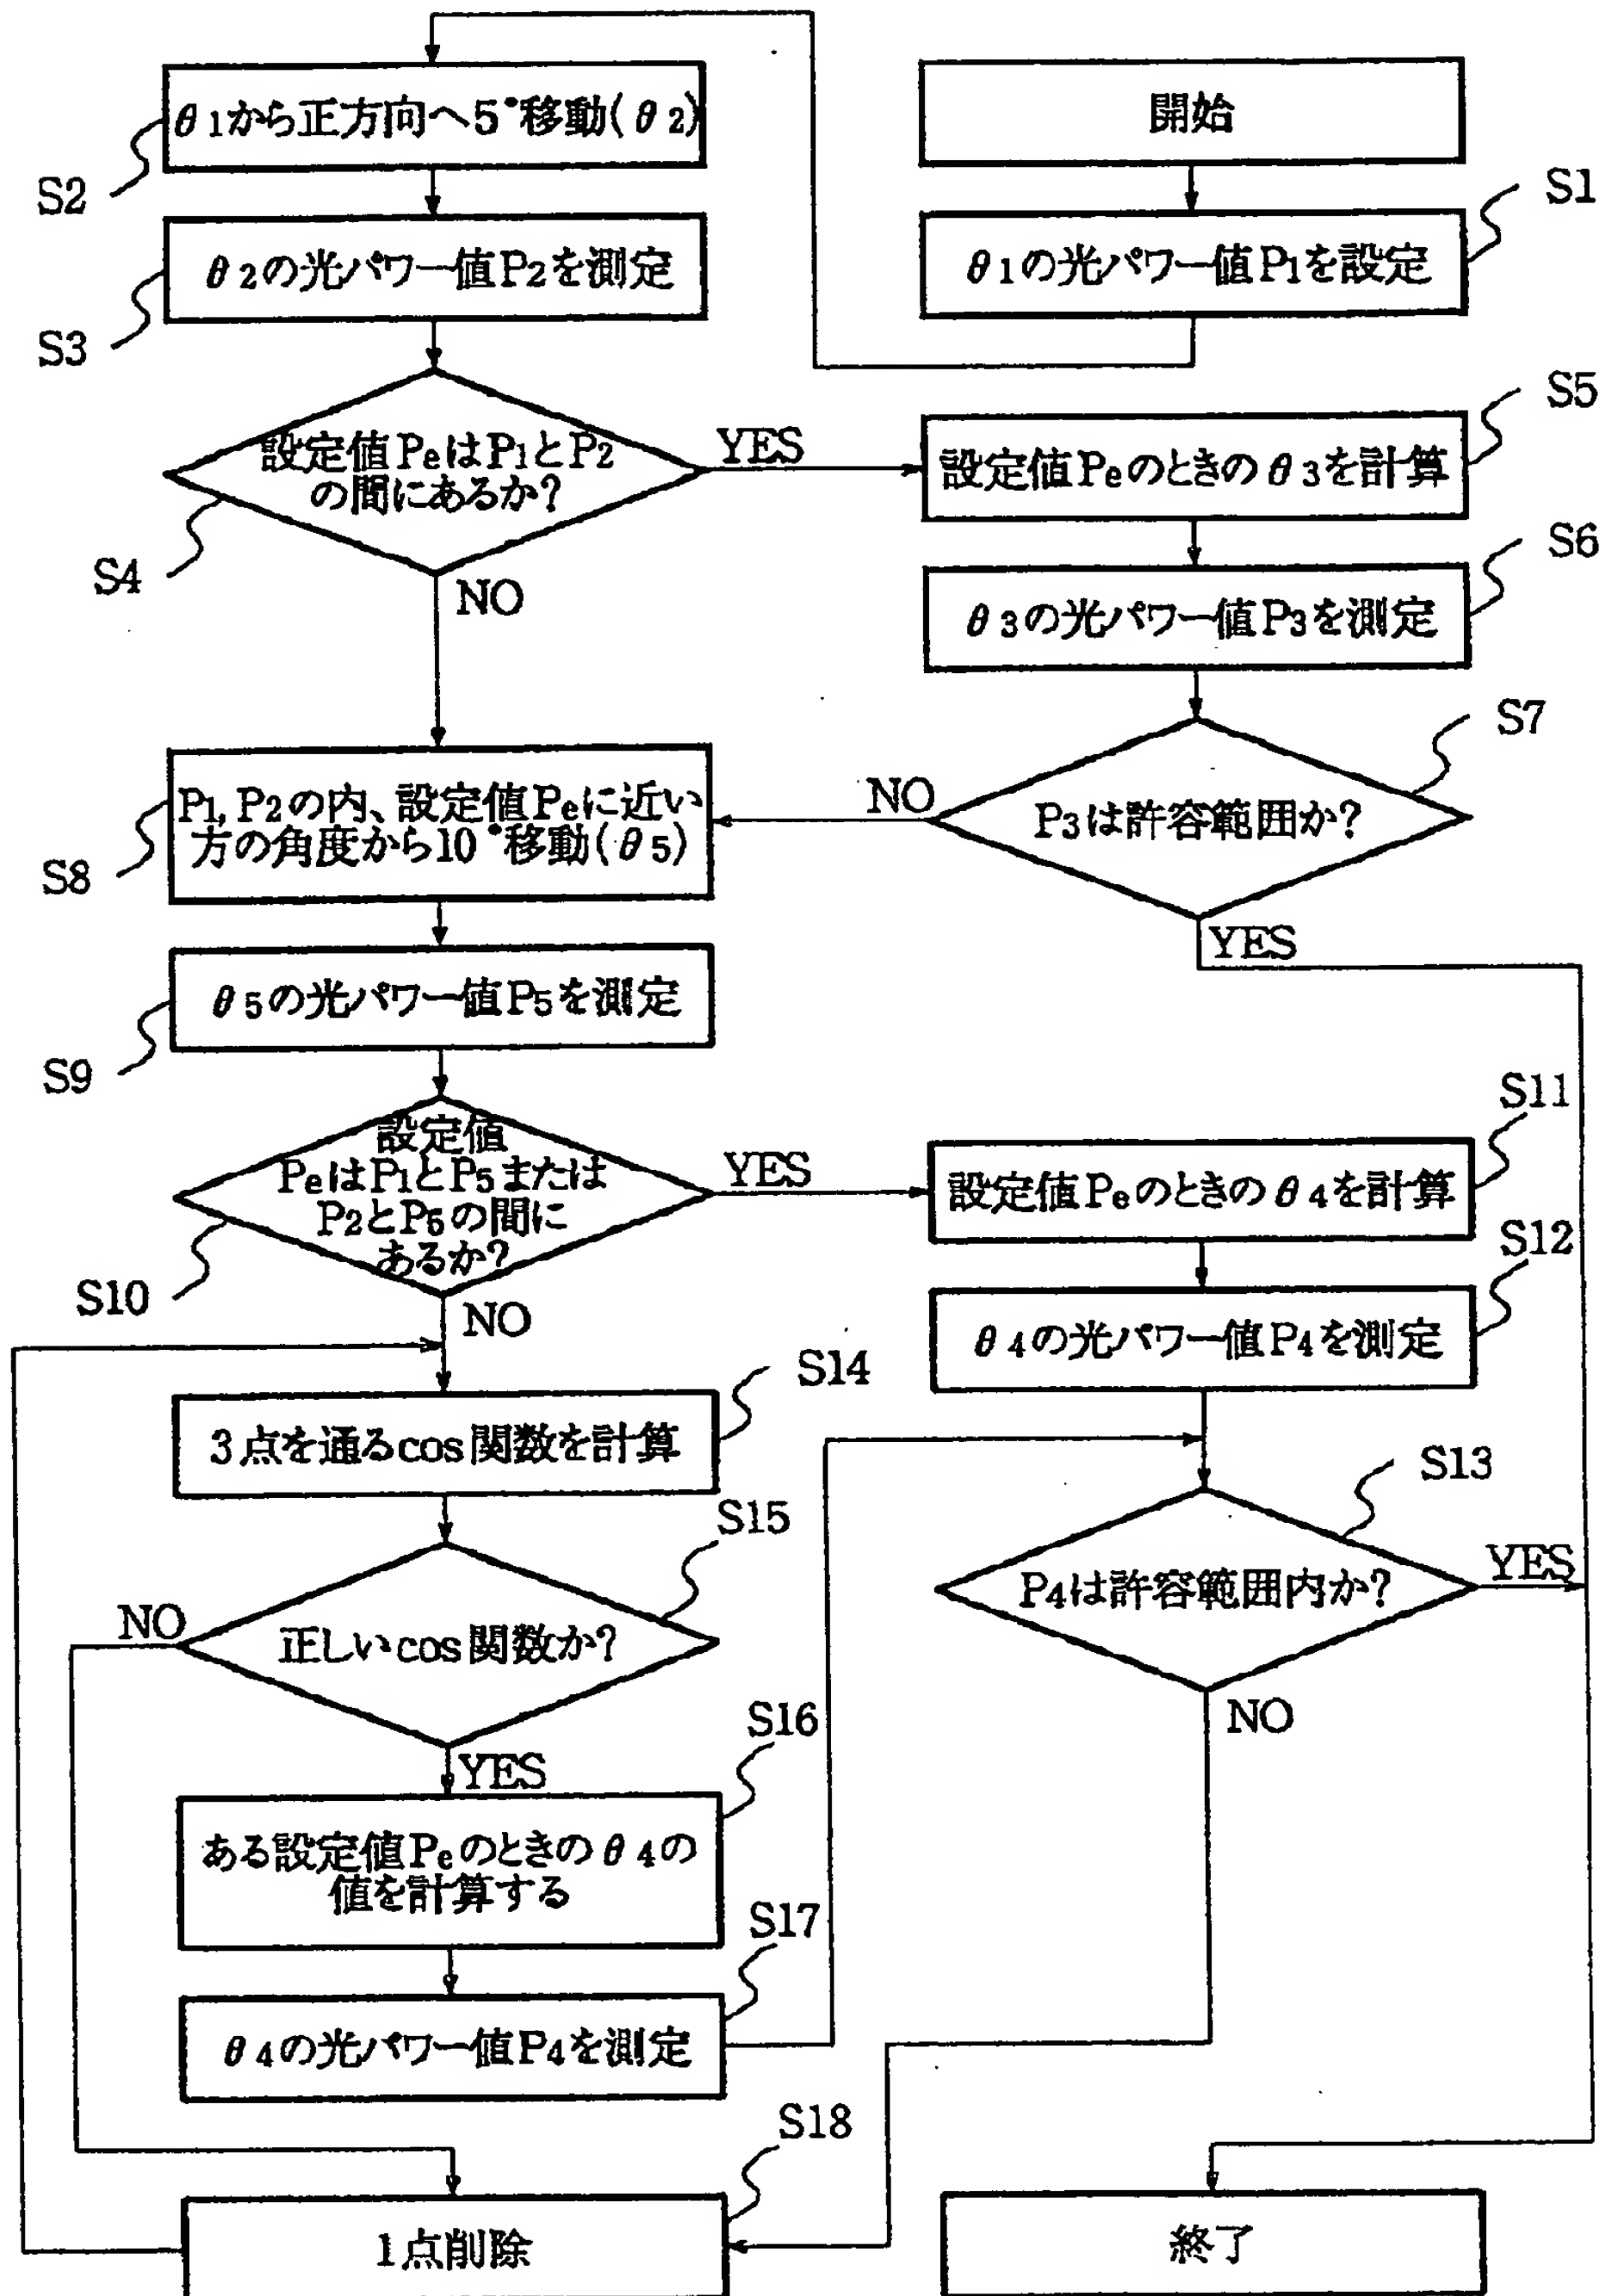 開始
S1
θ1の光パワー値P1を設定
θ1から正方向へ5°移動(θ2)
S2
θ2の光パワー値P2を測定
S3
設定値PeはP1とP2
の間にあるか?
S4
YES
NO
設定値Peのときのθ3を計算
S5
θ3の光パワー値P3を測定
S6
P3は許容範囲か?
S7
NO
YES
P1,P2の内、設定値Peに近い
方の角度から10°移動(θ5)
S8
θ5の光パワー値P5を測定
S9
設定値
PeはP1とP5または
P2とP5の間に
あるか?
S10
YES
NO
設定値Peのときのθ4を計算
S11
θ4の光パワー値P4を測定
S12
P4は許容範囲内か?
S13
YES
NO
3点を通るcos関数を計算
S14
正しいcos関数か?
S15
NO
YES
ある設定値Peのときのθ4の
値を計算する
S16
θ4の光パワー値P4を測定
S17
1点削除
S18
終了